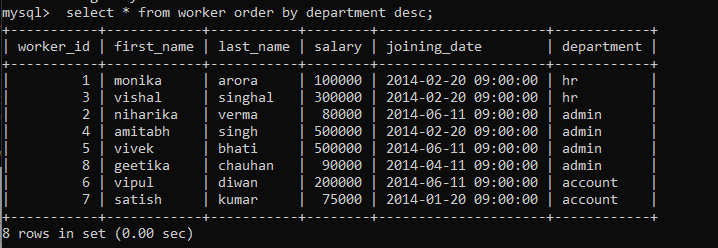 mysql>  select * from worker order by department desc;
+-----------+------------+-----------+--------+---------------------+------------+
| worker_id | first_name | last_name | salary | joining_date        | department |
+-----------+------------+-----------+--------+---------------------+------------+
|         1 | monika     | arora     | 100000 | 2014-02-20 09:00:00 | hr         |
|         3 | vishal     | singhal   | 300000 | 2014-02-20 09:00:00 | hr         |
|         2 | niharika   | verma     |  80000 | 2014-06-11 09:00:00 | admin      |
|         4 | amitabh    | singh     | 500000 | 2014-02-20 09:00:00 | admin      |
|         5 | vivek      | bhati     | 500000 | 2014-06-11 09:00:00 | admin      |
|         8 | geetika    | chauhan   |  90000 | 2014-04-11 09:00:00 | admin      |
|         6 | vipul      | diwan     | 200000 | 2014-06-11 09:00:00 | account    |
|         7 | satish     | kumar     |  75000 | 2014-01-20 09:00:00 | account    |
+-----------+------------+-----------+--------+---------------------+------------+
8 rows in set (0.00 sec)